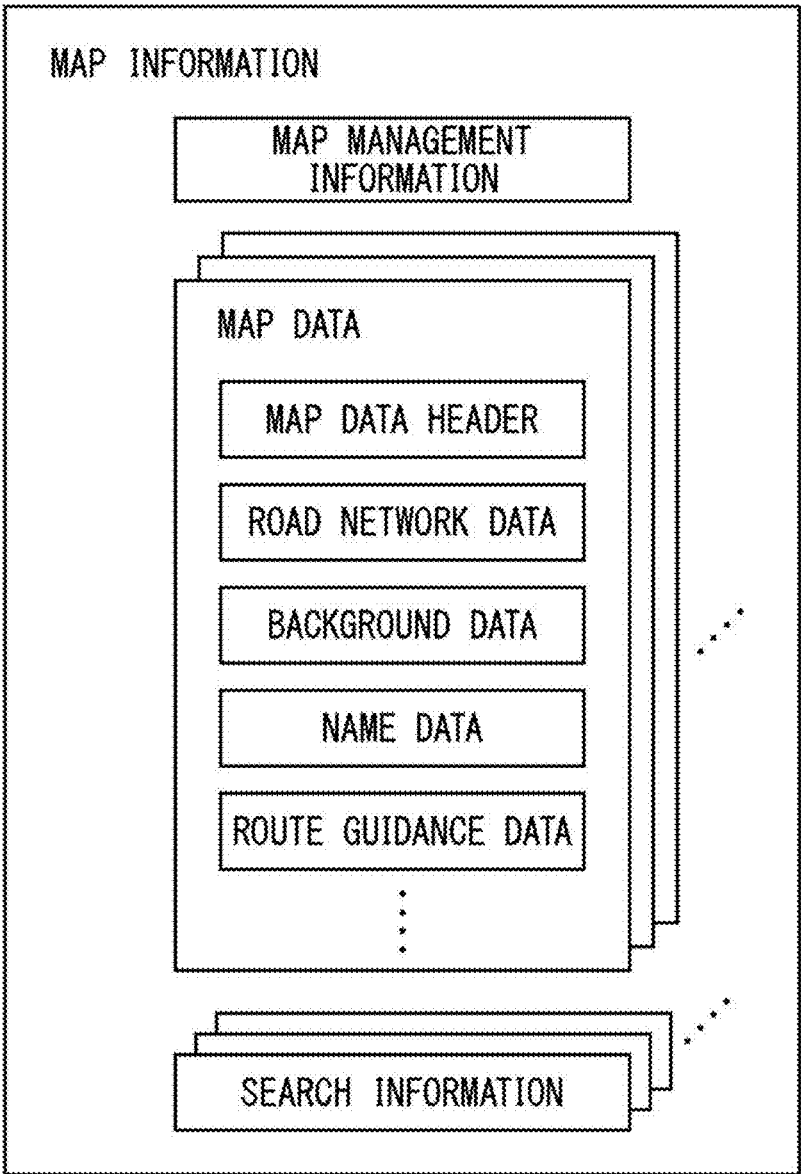 MAP INFORMATION
MAP MANAGEMENT
INFORMATION
MAP DATA
MAP DATA HEADER
ROAD NETWORK DATA
BACKGROUND DATA
NAME DATA
ROUTE GUIDANCE DATA
SEARCH INFORMATION